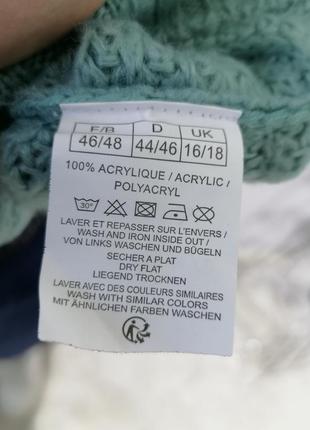 F/B D UK
46/48 44/46 16/18
100% ACRYLIQUE / ACRYLIC /
POLYACRYL
30°
LAVER ET REPASSER SUR L'ENVERS /
WASH AND IRON INSIDE OUT /
VON LINKS WASCHEN UND BÜGELN
SECHER A PLAT
DRY FLAT
LIEGEND TROCKNEN
LAVER AVEC DES COULEURS SIMILAIRES
WASH WITH SIMILAR COLORS
MIT ÄHNLICHEN FARBEN WASCHEN